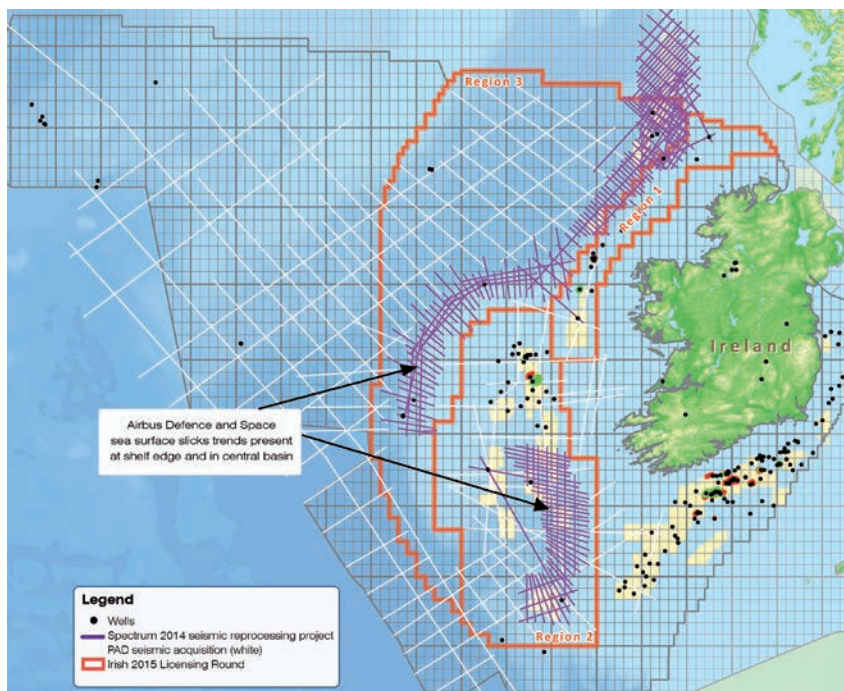 Region 3
Region 1
Ireland
Airbus Defence and Space
sea surface slicks trends present
at shelf edge and in central basin
Region 2
Legend
Wells
Spectrum 2014 seismic reprocessing project
PAD seismic acquisition (white)
Irish 2015 Licensing Round